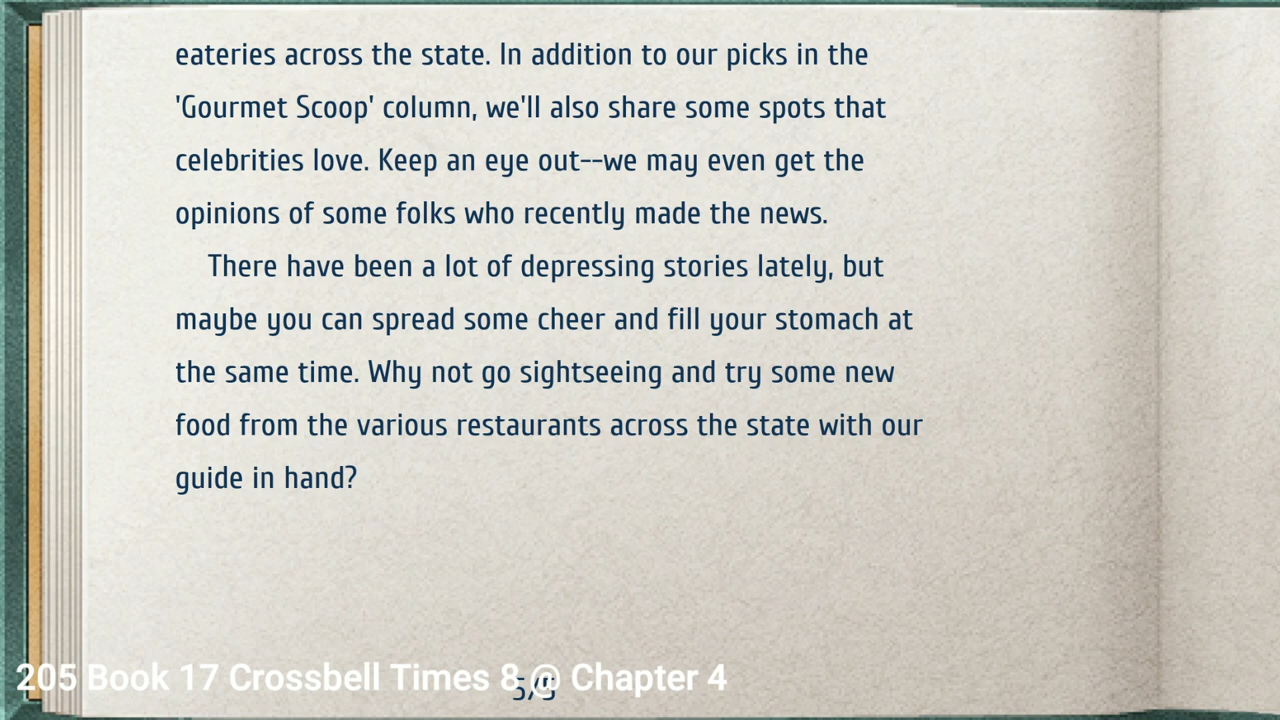 eateries across the state. In addition to our picks in the
'Gourmet Scoop' column, we'll also share some spots that
celebrities love. Keep an eye out--we may even get the
opinions of some folks who recently made the news.
There have been a lot of depressing stories lately, but
maybe you can spread some cheer and fill your stomach at
the same time. Why not go sightseeing and try some new
food from the various restaurants across the state with our
guide in hand?
205 Book 17 Crossbell Times 8 @ Chapter 4
5/5